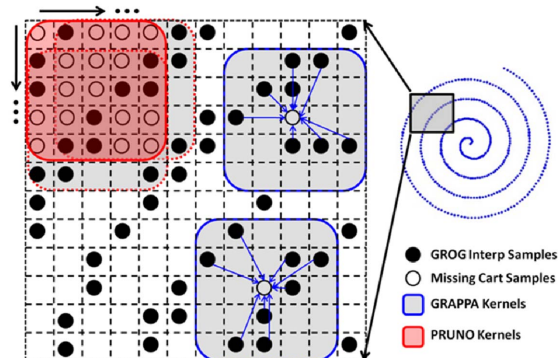 GROG Interp Samples
Missing Cart Samples
GRAPPA Kernels
PRUNO Kernels